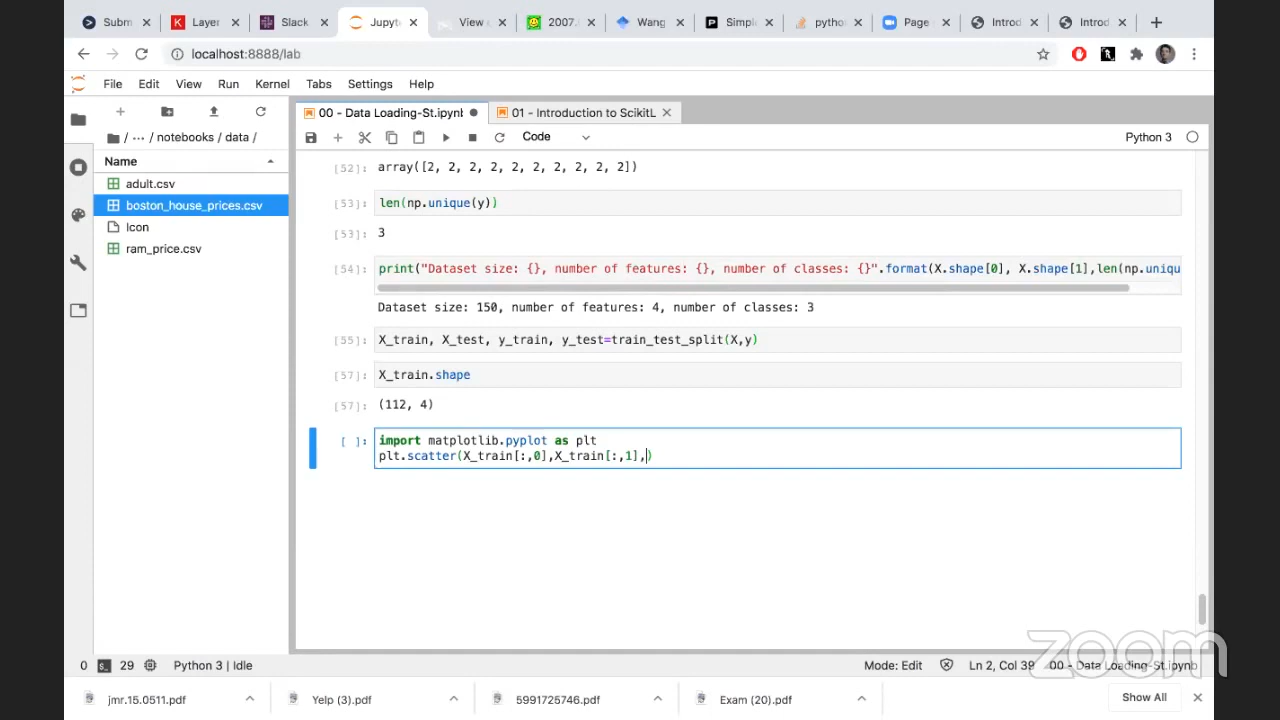 Subm
Layer
Slack
Jupyte
View
2007.
Wang
Simple
python
Page
Introd
Introd
localhost:8888/lab
File Edit View Run Kernel Tabs Settings Help
00 - Data Loading-St.ipynb
01 - Introduction to ScikitL
/ ··· / notebooks / data /
Code
Python 3
Name
adult.csv
boston_house_prices.csv
Icon
ram_price.csv
[52]: array([2, 2, 2, 2, 2, 2, 2, 2, 2, 2])
[53]: len(np.unique(y))
[53]: 3
[54]: print("Dataset size: {}, number of features: {}, number of classes: {}".format(X.shape[0], X.shape[1],len(np.uniqu
Dataset size: 150, number of features: 4, number of classes: 3
[55]: X_train, X_test, y_train, y_test=train_test_split(X,y)
[57]: X_train.shape
[57]: (112, 4)
[ ]: import matplotlib.pyplot as plt
plt.scatter(X_train[:,0],X_train[:,1],)
0 29 Python 3 | Idle
Mode: Edit Ln 2, Col 39 00 - Data Loading-St.ipynb
zoom
jmr.15.0511.pdf
Yelp (3).pdf
5991725746.pdf
Exam (20).pdf
Show All